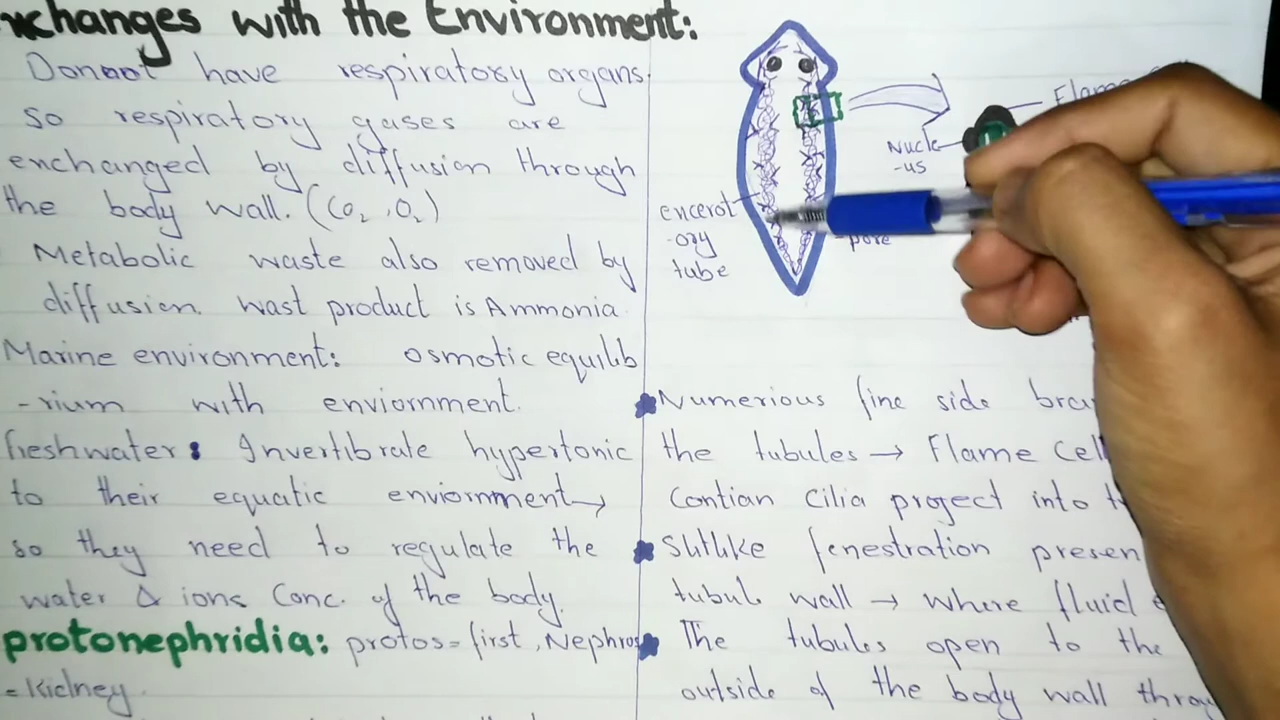 xchanges with the Environment:
Donoot have respiratory organs.
so respiratory gases are
enchanged by diffusion through
the body wall. (Co2, O2)
Metabolic waste also removed by
diffusion. wast product is Ammonia.
Marine environment: osmotic equilib
-rium with enviornment.
freshwater: Invertibrate hypertonic
to their equatic enviornment→
so they need to regulate the
water & ions Conc. of the body.
protonephridia: protos=first, Nephros
=Kidney.
Flame
Nucle
-us
encerot
-ory
tube
-pore
Numerious fine side
the tubules → Flame Cell
Contian Cilia project into
Slitlike fenestration presen
tubul wall → where fluid
The tubules open to the
outside of the body wall throu